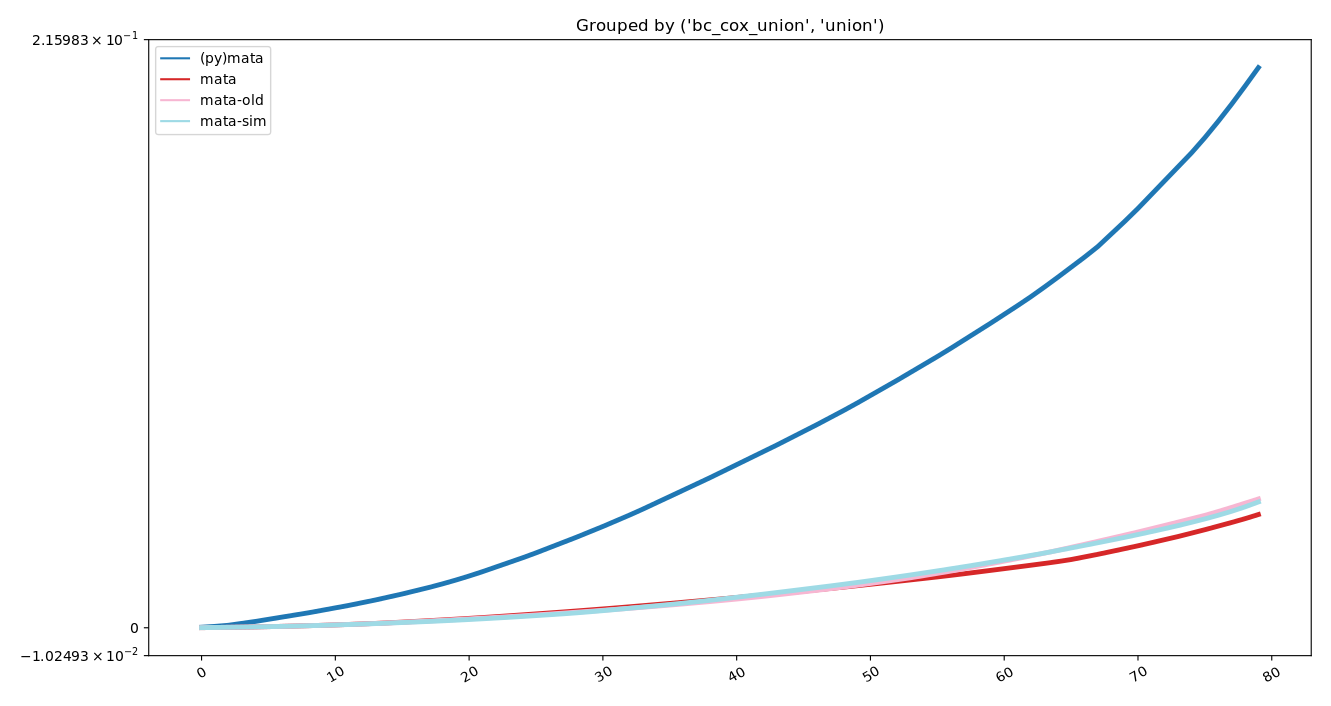 Grouped by ('bc_cox_union', 'union')
2.15983 × 10⁻¹
(py)mata
mata
mata-old
mata-sim
0
−1.02493 × 10⁻²
0 10 20 30 40 50 60 70 80